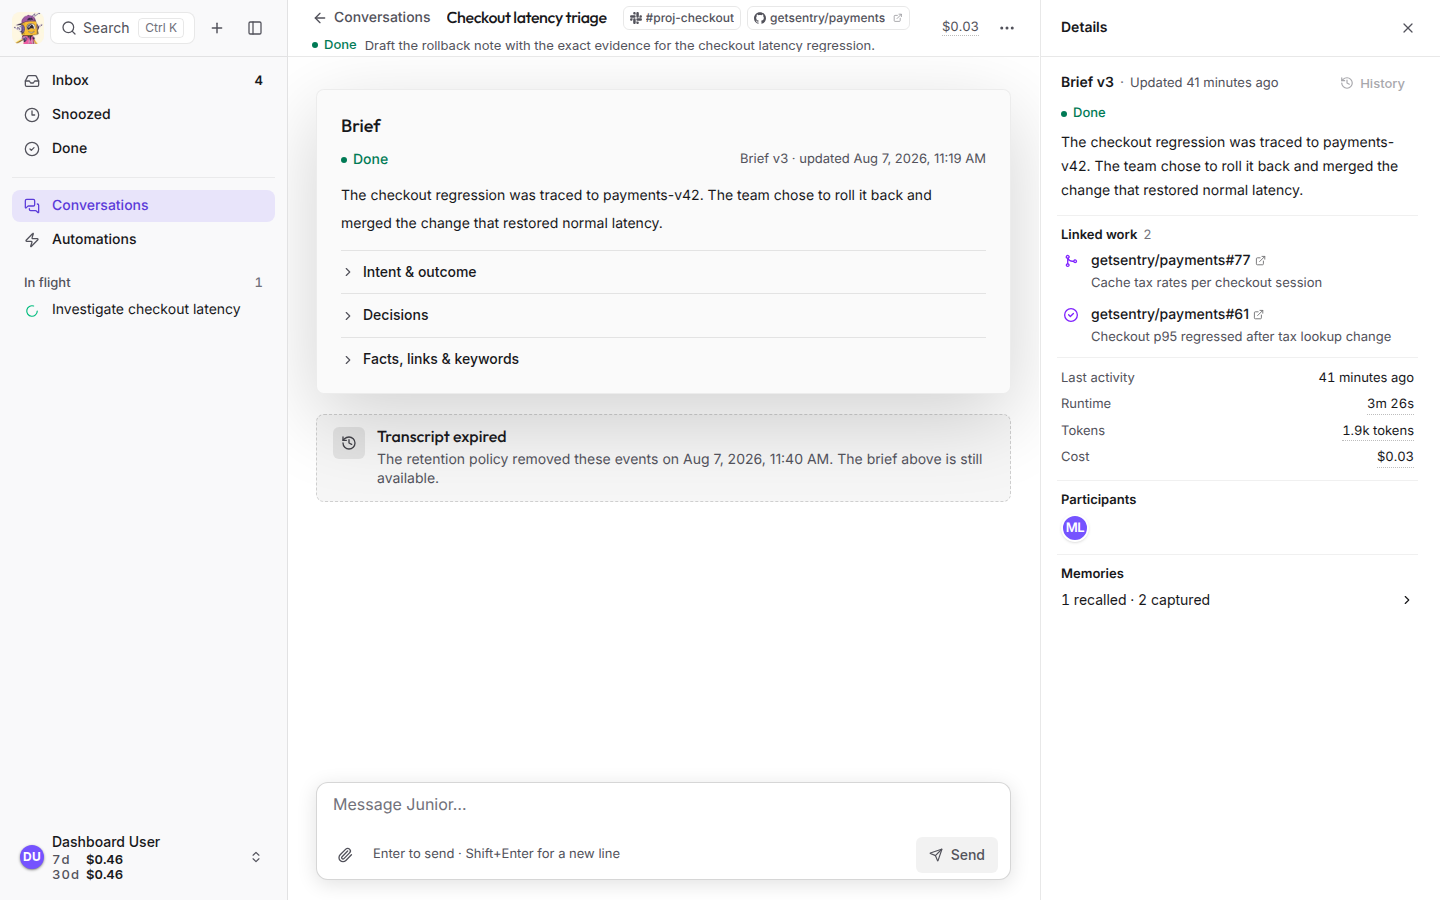 Search Ctrl K
Inbox 4
Snoozed
Done
Conversations
Automations
In flight 1
Investigate checkout latency
DU Dashboard User
7d $0.46
30d $0.46
Conversations Checkout latency triage #proj-checkout getsentry/payments $0.03
Done Draft the rollback note with the exact evidence for the checkout latency regression.
Brief
Done Brief v3 · updated Aug 7, 2026, 11:19 AM
The checkout regression was traced to payments-v42. The team chose to roll it back and
merged the change that restored normal latency.
Intent & outcome
Decisions
Facts, links & keywords
Transcript expired
The retention policy removed these events on Aug 7, 2026, 11:40 AM. The brief above is still
available.
Message Junior...
Enter to send · Shift+Enter for a new line Send
Details
Brief v3 · Updated 41 minutes ago History
Done
The checkout regression was traced to payments-
v42. The team chose to roll it back and merged the
change that restored normal latency.
Linked work 2
getsentry/payments#77
Cache tax rates per checkout session
getsentry/payments#61
Checkout p95 regressed after tax lookup change
Last activity 41 minutes ago
Runtime 3m 26s
Tokens 1.9k tokens
Cost $0.03
Participants
ML
Memories
1 recalled · 2 captured